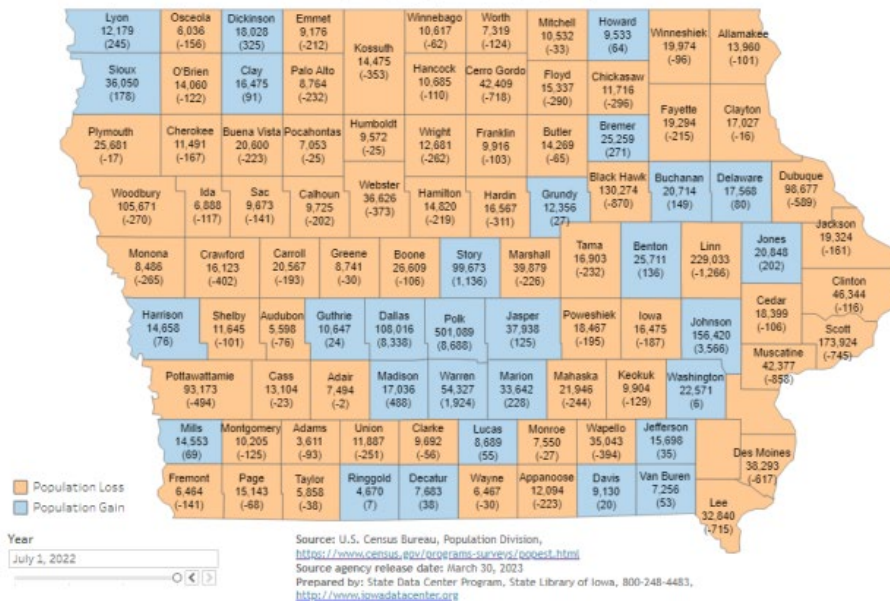 Lyon
12,179
(245)
Osceola
6,036
(-156)
Dickinson
18,028
(325)
Emmet
9,176
(-212)
Kossuth
14,475
(-353)
Winnebago
10,617
(-62)
Worth
7,319
(-124)
Mitchell
10,532
(-33)
Howard
9,533
(64)
Winneshiek
19,974
(-96)
Allamakee
13,960
(-101)
Sioux
36,050
(178)
O'Brien
14,060
(-122)
Clay
16,475
(91)
Palo Alto
8,764
(-232)
Hancock
10,685
(-110)
Cerro Gordo
42,409
(-718)
Floyd
15,337
(-290)
Chickasaw
11,716
(-296)
Fayette
19,294
(-215)
Clayton
17,027
(-16)
Plymouth
25,681
(-17)
Cherokee
11,491
(-167)
Buena Vista
20,600
(-223)
Pocahontas
7,053
(-25)
Humboldt
9,572
(-25)
Wright
12,681
(-262)
Franklin
9,916
(-103)
Butler
14,269
(-65)
Bremer
25,259
(271)
Woodbury
105,671
(-270)
Ida
6,888
(-117)
Sac
9,673
(-141)
Calhoun
9,725
(-202)
Webster
36,626
(-373)
Hamilton
14,820
(-219)
Hardin
16,567
(-311)
Grundy
12,356
(27)
Black Hawk
130,274
(-870)
Buchanan
20,714
(149)
Delaware
17,568
(80)
Dubuque
98,677
(-589)
Monona
8,486
(-265)
Crawford
16,123
(-402)
Carroll
20,567
(-193)
Greene
8,741
(-30)
Boone
26,609
(-106)
Story
99,673
(1,136)
Marshall
39,879
(-226)
Tama
16,903
(-232)
Benton
25,711
(136)
Linn
229,033
(-1,266)
Jones
20,848
(202)
Jackson
19,324
(-161)
Clinton
46,344
(-116)
Harrison
14,658
(76)
Shelby
11,645
(-101)
Audubon
5,598
(-76)
Guthrie
10,647
(24)
Dallas
108,016
(8,338)
Polk
501,089
(8,688)
Jasper
37,938
(125)
Poweshiek
18,467
(-195)
Iowa
16,475
(-187)
Johnson
156,420
(3,566)
Cedar
18,399
(-106)
Scott
173,924
(-745)
Muscatine
42,377
(-858)
Pottawattamie
93,173
(-494)
Cass
13,104
(-23)
Adair
7,494
(-2)
Madison
17,036
(488)
Warren
54,327
(1,924)
Marion
33,642
(228)
Mahaska
21,946
(-244)
Keokuk
9,904
(-129)
Washington
22,571
(6)
Mills
14,553
(69)
Montgomery
10,205
(-125)
Adams
3,611
(-93)
Union
11,887
(-251)
Clarke
9,692
(-56)
Lucas
8,689
(55)
Monroe
7,550
(-27)
Wapello
35,043
(-394)
Jefferson
15,698
(35)
Des Moines
38,293
(-617)
Fremont
6,464
(-141)
Page
15,143
(-68)
Taylor
5,858
(-38)
Ringgold
4,670
(7)
Decatur
7,683
(38)
Wayne
6,467
(-30)
Appanoose
12,094
(-223)
Davis
9,130
(20)
Van Buren
7,256
(53)
Lee
32,840
(-715)
Population Loss
Population Gain
Year
July 1, 2022
Source: U.S. Census Bureau, Population Division,
https://www.census.gov/programs-surveys/popest.html
Source agency release date: March 30, 2023
Prepared by: State Data Center Program, State Library of Iowa, 800-248-4483,
http://www.iowadatacenter.org